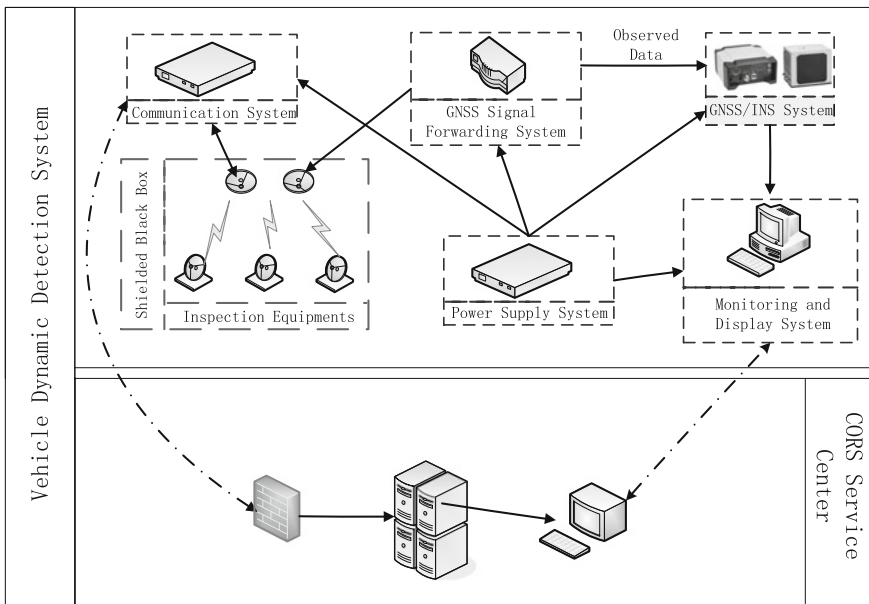 Vehicle Dynamic Detection System
Communication System
GNSS Signal
Forwarding System
Observed
Data
GNSS/INS System
Shielded Black Box
Inspection Equipments
Power Supply System
Monitoring and
Display System
CORS Service
Center